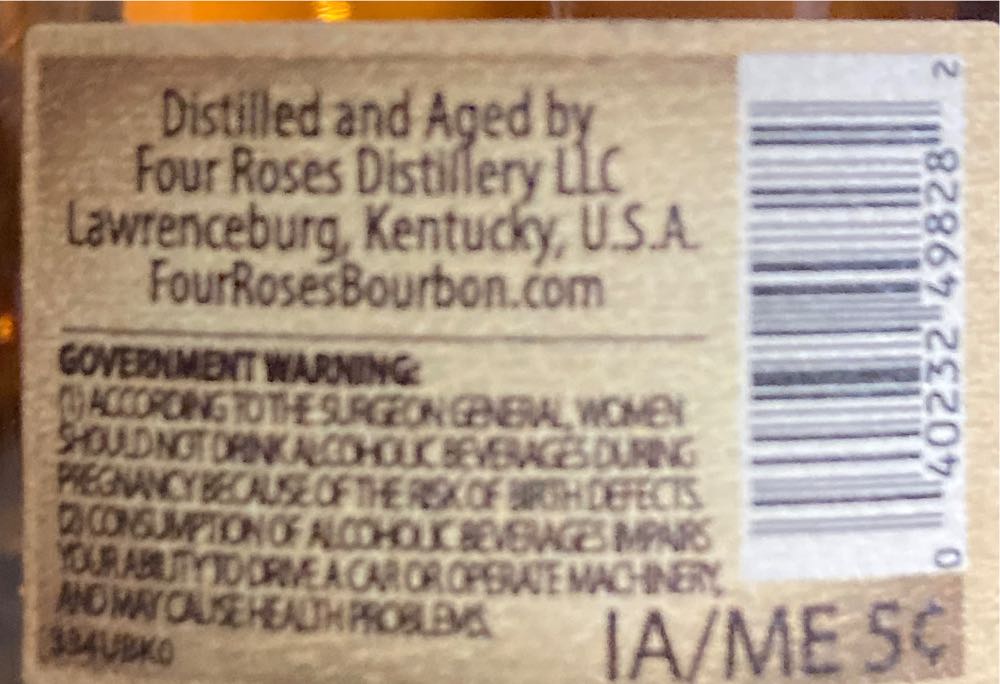 Distilled and Aged by
Four Roses Distillery LLC
Lawrenceburg, Kentucky, U.S.A.
FourRosesBourbon.com
GOVERNMENT WARNING:
(1) ACCORDING TO THE SURGEON GENERAL, WOMEN
SHOULD NOT DRINK ALCOHOLIC BEVERAGES DURING
PREGNANCY BECAUSE OF THE RISK OF BIRTH DEFECTS.
(2) CONSUMPTION OF ALCOHOLIC BEVERAGES IMPAIRS
YOUR ABILITY TO DRIVE A CAR OR OPERATE MACHINERY,
AND MAY CAUSE HEALTH PROBLEMS.
IA/ME 5¢
0 40232 49828 2